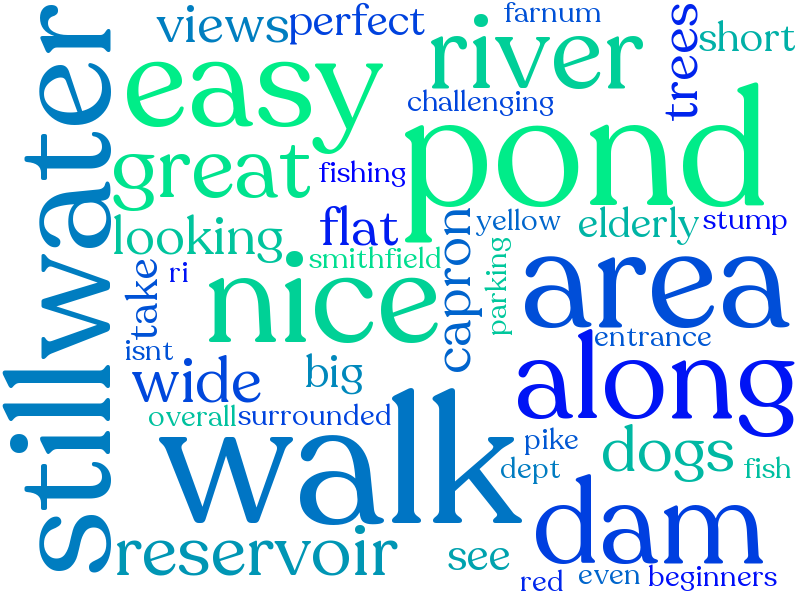 stillwater
views
perfect
farnum
river
trees
short
easy
challenging
pond
great
fishing
looking
flat
capron
yellow
elderly
stump
smithfield
ri
take
nice
parking
area
isnt
entrance
wide
big
along
overall
surrounded
walk
pike
dogs
dept
fish
dam
reservoir
see
red
even
beginners